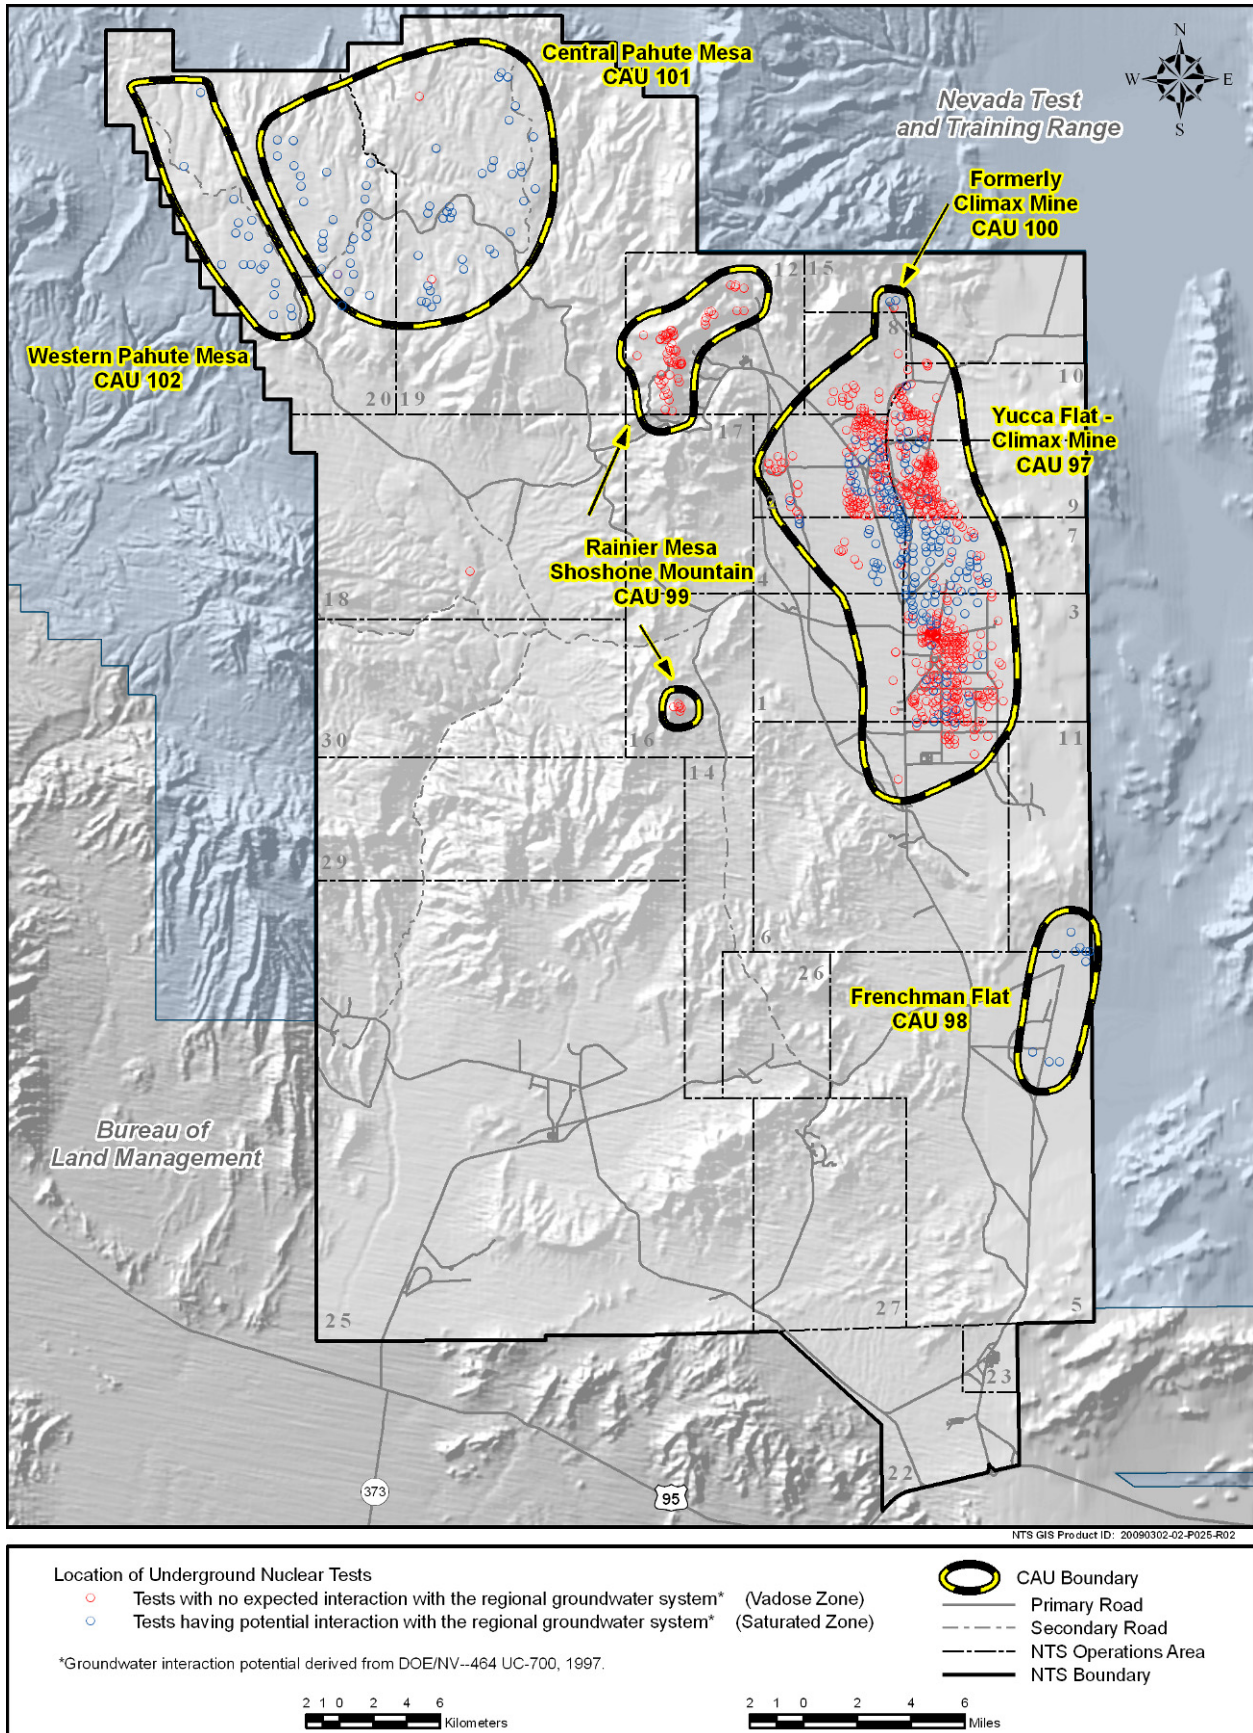 Central Pahute Mesa
CAU 101
N
W E
S
Nevada Test
and Training Range
Formerly
Climax Mine
CAU 100
12 15
8
Western Pahute Mesa
CAU 102
20 19
10
17
Yucca Flat -
Climax Mine
CAU 97
2
9
7
Rainier Mesa
Shoshone Mountain
CAU 99
4
18
3
1
30
16
14
11
29
6
26
Frenchman Flat
CAU 98
Bureau of
Land Management
25
27
5
23
22
373
95
NTS GIS Product ID: 20090302-02-P025-R02
Location of Underground Nuclear Tests
Tests with no expected interaction with the regional groundwater system* (Vadose Zone)
Tests having potential interaction with the regional groundwater system* (Saturated Zone)
*Groundwater interaction potential derived from DOE/NV--464 UC-700, 1997.
CAU Boundary
Primary Road
Secondary Road
NTS Operations Area
NTS Boundary
2 1 0 2 4 6
Kilometers
2 1 0 2 4 6
Miles